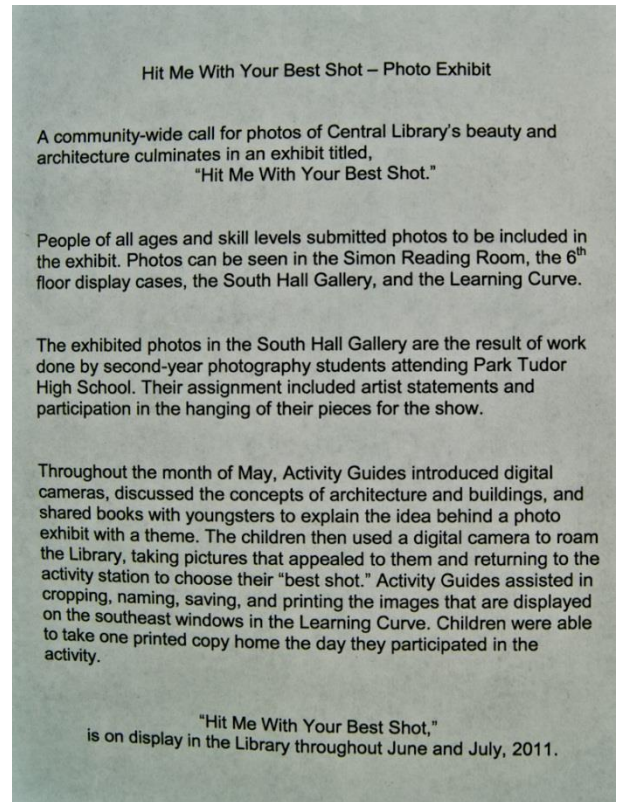 Hit Me With Your Best Shot – Photo Exhibit
A community-wide call for photos of Central Library's beauty and
architecture culminates in an exhibit titled,
"Hit Me With Your Best Shot."
People of all ages and skill levels submitted photos to be included in
the exhibit. Photos can be seen in the Simon Reading Room, the 6th
floor display cases, the South Hall Gallery, and the Learning Curve.
The exhibited photos in the South Hall Gallery are the result of work
done by second-year photography students attending Park Tudor
High School. Their assignment included artist statements and
participation in the hanging of their pieces for the show.
Throughout the month of May, Activity Guides introduced digital
cameras, discussed the concepts of architecture and buildings, and
shared books with youngsters to explain the idea behind a photo
exhibit with a theme. The children then used a digital camera to roam
the Library, taking pictures that appealed to them and returning to the
activity station to choose their "best shot." Activity Guides assisted in
cropping, naming, saving, and printing the images that are displayed
on the southeast windows in the Learning Curve. Children were able
to take one printed copy home the day they participated in the
activity.
"Hit Me With Your Best Shot,"
is on display in the Library throughout June and July, 2011.